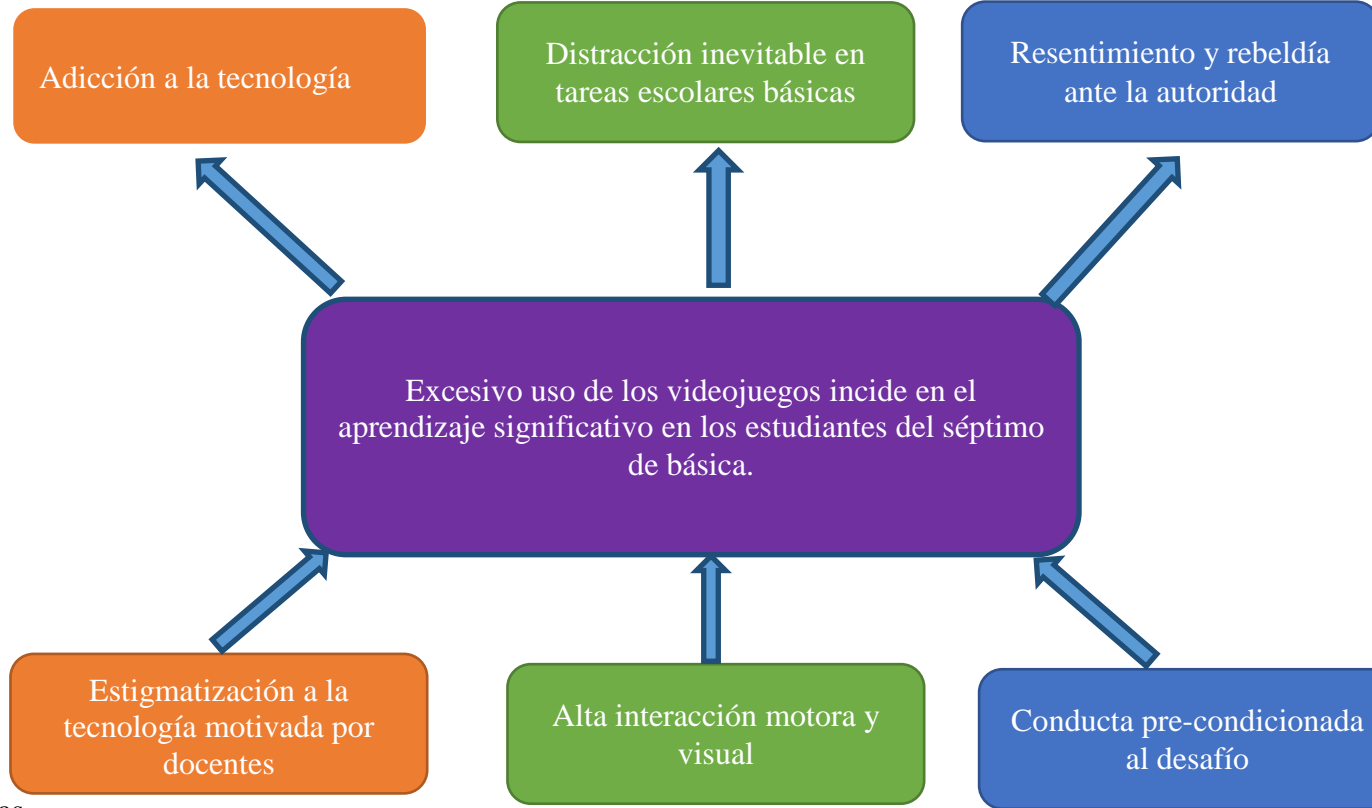 Adicción a la tecnología
Distracción inevitable en
tareas escolares básicas
Resentimiento y rebeldía
ante la autoridad
Excesivo uso de los videojuegos incide en el
aprendizaje significativo en los estudiantes del séptimo
de básica.
Estigmatización a la
tecnología motivada por
docentes
Alta interacción motora y
visual
Conducta pre-condicionada
al desafío